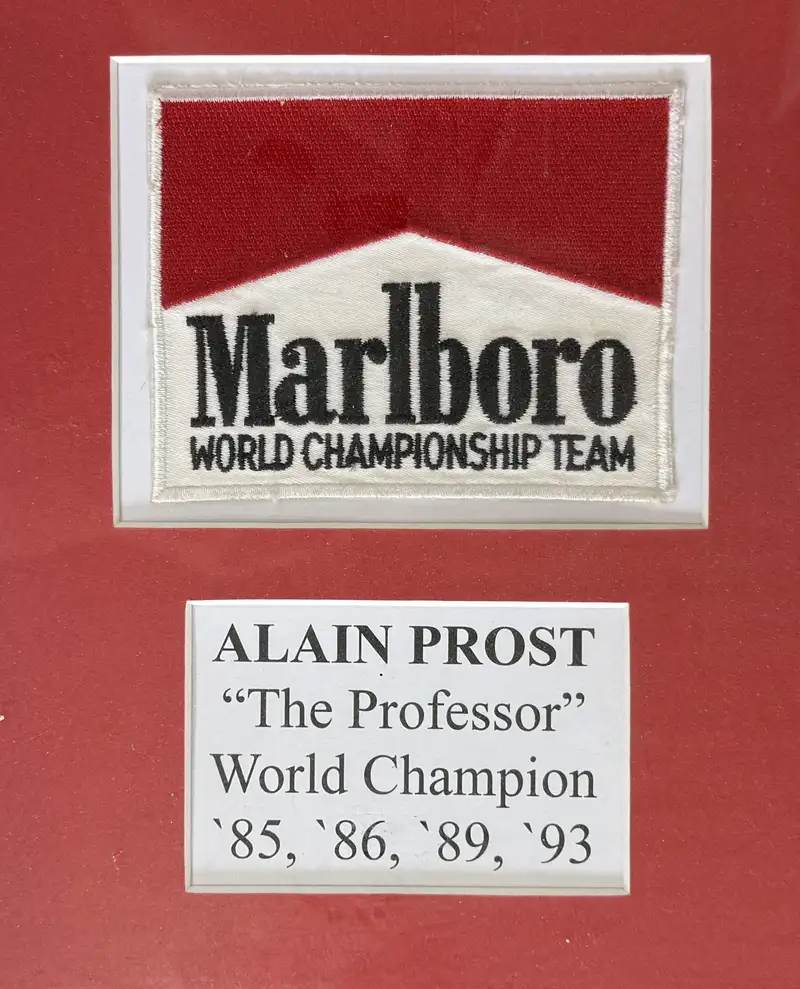 Marlboro
WORLD CHAMPIONSHIP TEAM
ALAIN PROST
“The Professor”
World Champion
`85, `86, `89, `93